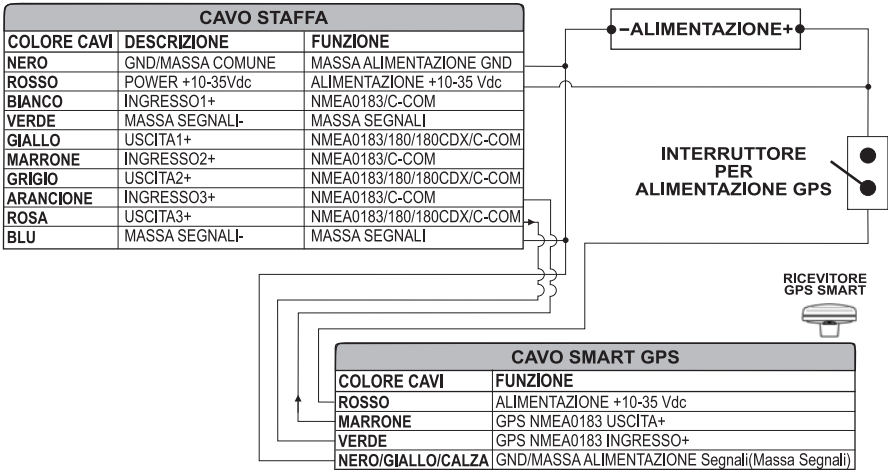 CAVO STAFFA
COLORE CAVI DESCRIZIONE FUNZIONE
NERO GND/MASSA COMUNE MASSA ALIMENTAZIONE GND
ROSSO POWER +10-35Vdc ALIMENTAZIONE +10-35 Vdc
BIANCO INGRESSO1+ NMEA0183/C-COM
VERDE MASSA SEGNALI- MASSA SEGNALI
GIALLO USCITA1+ NMEA0183/180/180CDX/C-COM
MARRONE INGRESSO2+ NMEA0183/C-COM
GRIGIO USCITA2+ NMEA0183/180/180CDX/C-COM
ARANCIONE INGRESSO3+ NMEA0183/C-COM
ROSA USCITA3+ NMEA0183/180/180CDX/C-COM
BLU MASSA SEGNALI- MASSA SEGNALI
−ALIMENTAZIONE+
INTERRUTTORE
PER
ALIMENTAZIONE GPS
RICEVITORE
GPS SMART
CAVO SMART GPS
COLORE CAVI FUNZIONE
ROSSO ALIMENTAZIONE +10-35 Vdc
MARRONE GPS NMEA0183 USCITA+
VERDE GPS NMEA0183 INGRESSO+
NERO/GIALLO/CALZA GND/MASSA ALIMENTAZIONE Segnali(Massa Segnali)